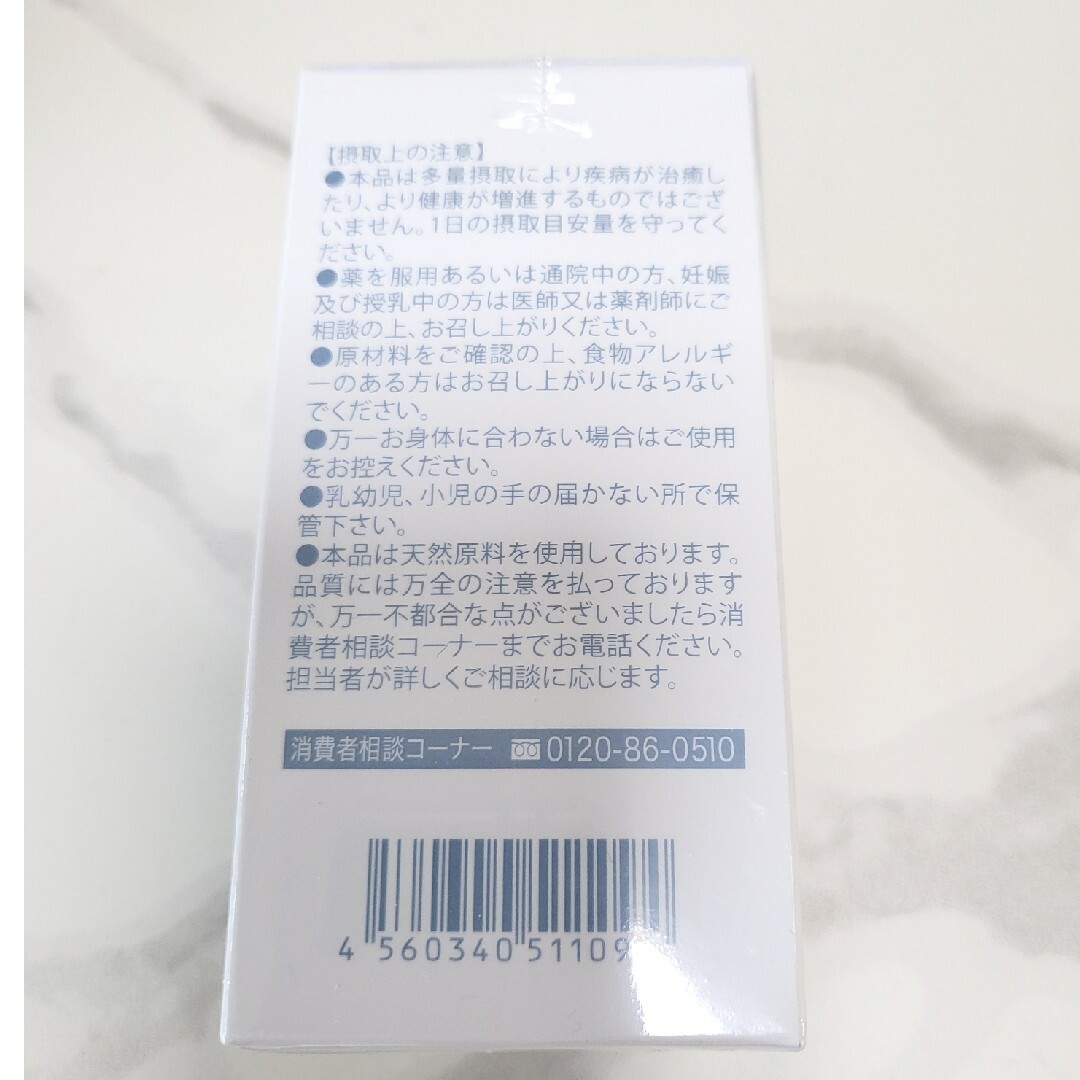 【摂取上の注意】
●本品は多量摂取により疾病が治癒し
たり、より健康が増進するものではござ
いません。1日の摂取目安量を守ってく
ださい。
●薬を服用あるいは通院中の方、妊娠
及び授乳中の方は医師又は薬剤師にご
相談の上、お召し上がりください。
●原材料をご確認の上、食物アレルギ
ーのある方はお召し上がりにならない
でください。
●万一お身体に合わない場合はご使用
をお控えください。
●乳幼児、小児の手の届かない所で保
管下さい。
●本品は天然原料を使用しております。
品質には万全の注意を払っております
が、万一不都合な点がございましたら消
費者相談コーナーまでお電話ください。
担当者が詳しくご相談に応じます。
消費者相談コーナー 0120-86-0510
4 560340 51109